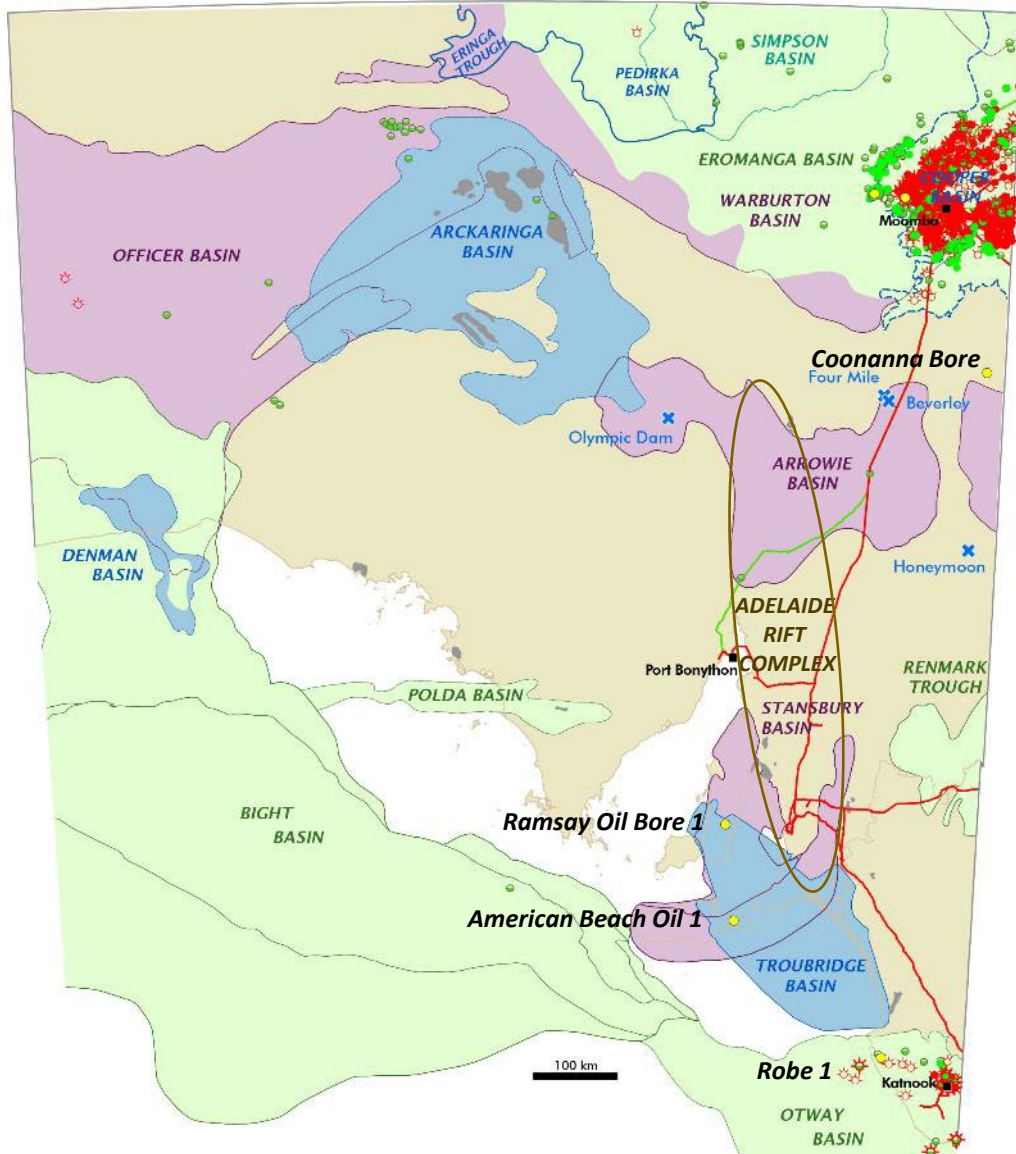 ERINGA
TROUGH
SIMPSON
BASIN
PEDIRKA
BASIN
EROMANGA BASIN
COOPER
BASIN
WARBURTON
BASIN
Moomba
ARCKARINGA
BASIN
OFFICER BASIN
Coonanna Bore
Four Mile
Beverley
Olympic Dam
ARROWIE
BASIN
DENMAN
BASIN
Honeymoon
ADELAIDE
RIFT
COMPLEX
Port Bonython
RENMARK
TROUGH
POLDA BASIN
STANSBURY
BASIN
BIGHT
BASIN
Ramsay Oil Bore 1
American Beach Oil 1
TROUBRIDGE
BASIN
100 km
Robe 1
Katnook
OTWAY
BASIN